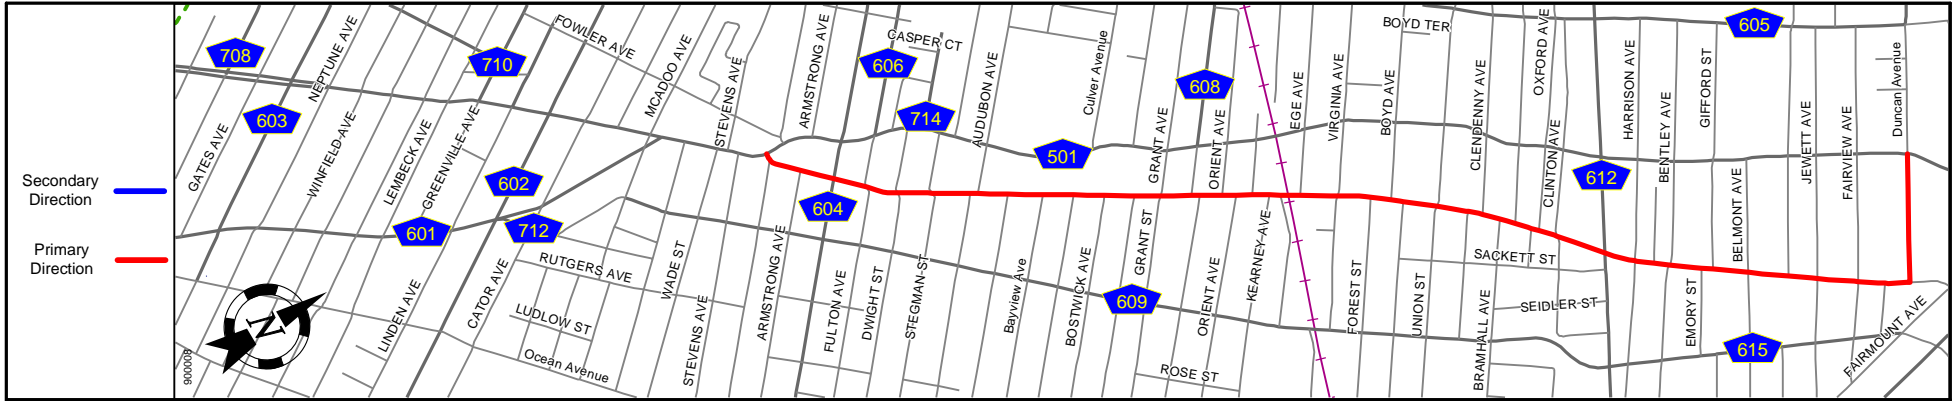 Secondary
Direction
Primary
Direction
708
603
710
602
601
712
606
714
604
501
608
609
612
605
615
GATES AVE
NEPTUNE AVE
WINFIELD AVE
LEMBECK AVE
GREENVILLE AVE
FOWLER AVE
MCADOO AVE
STEVENS AVE
ARMSTRONG AVE
CASPER CT
AUDUBON AVE
Culver Avenue
GRANT AVE
ORIENT AVE
EGE AVE
VIRGINIA AVE
BOYD TER
BOYD AVE
CLENDENNY AVE
OXFORD AVE
CLINTON AVE
HARRISON AVE
BENTLEY AVE
GIFFORD ST
BELMONT AVE
JEWETT AVE
FAIRVIEW AVE
Duncan Avenue
LINDEN AVE
CATOR AVE
RUTGERS AVE
LUDLOW ST
Ocean Avenue
WADE ST
STEVENS AVE
ARMSTRONG AVE
FULTON AVE
DWIGHT ST
STEGMAN ST
Bayview Ave
BOSTWICK AVE
GRANT ST
ROSE ST
ORIENT AVE
KEARNEY AVE
FOREST ST
UNION ST
SACKETT ST
BRAMHALL AVE
SEIDLER ST
EMORY ST
FAIRMOUNT AVE
N
900008